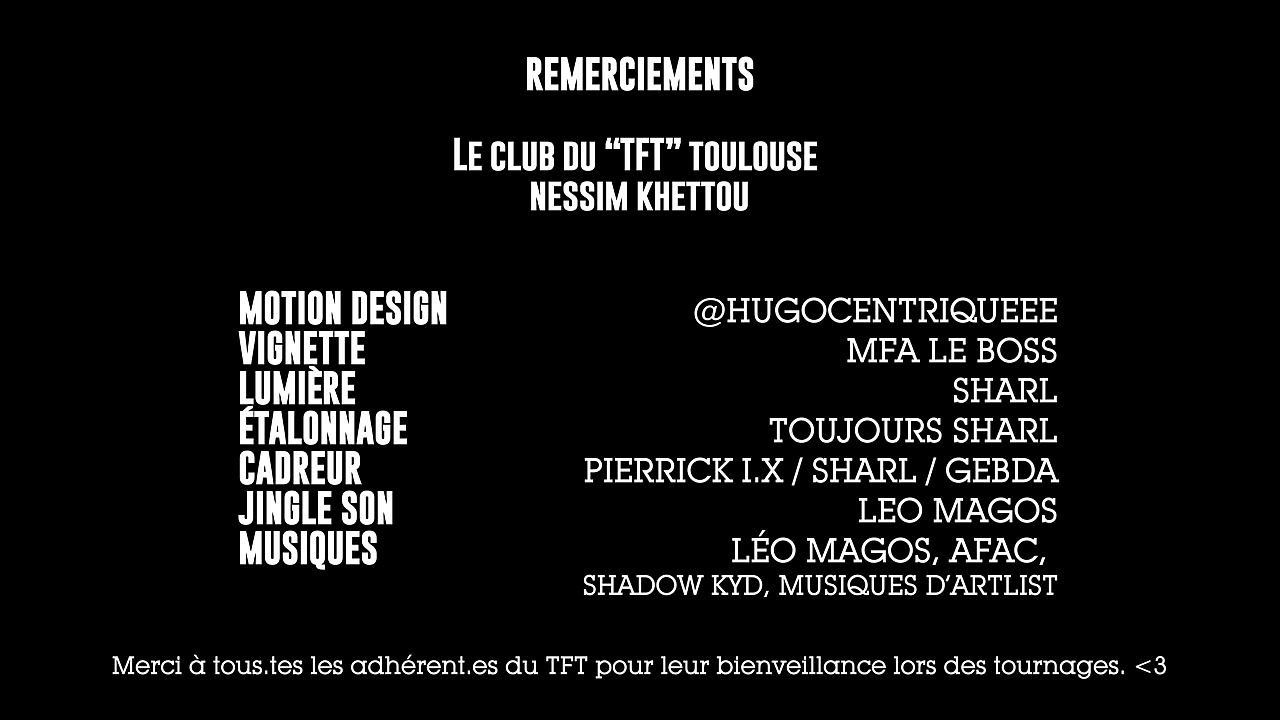 REMERCIEMENTS
LE CLUB DU “TFT” TOULOUSE
NESSIM KHETTOU
MOTION DESIGN @HUGOCENTRIQUEEE
VIGNETTE MFA LE BOSS
LUMIÈRE SHARL
ÉTALONNAGE TOUJOURS SHARL
CADREUR PIERRICK I.X / SHARL / GEBDA
JINGLE SON LEO MAGOS
MUSIQUES LÉO MAGOS, AFAC,
SHADOW KYD, MUSIQUES D’ARTLIST
Merci à tous.tes les adhérent.es du TFT pour leur bienveillance lors des tournages. <3